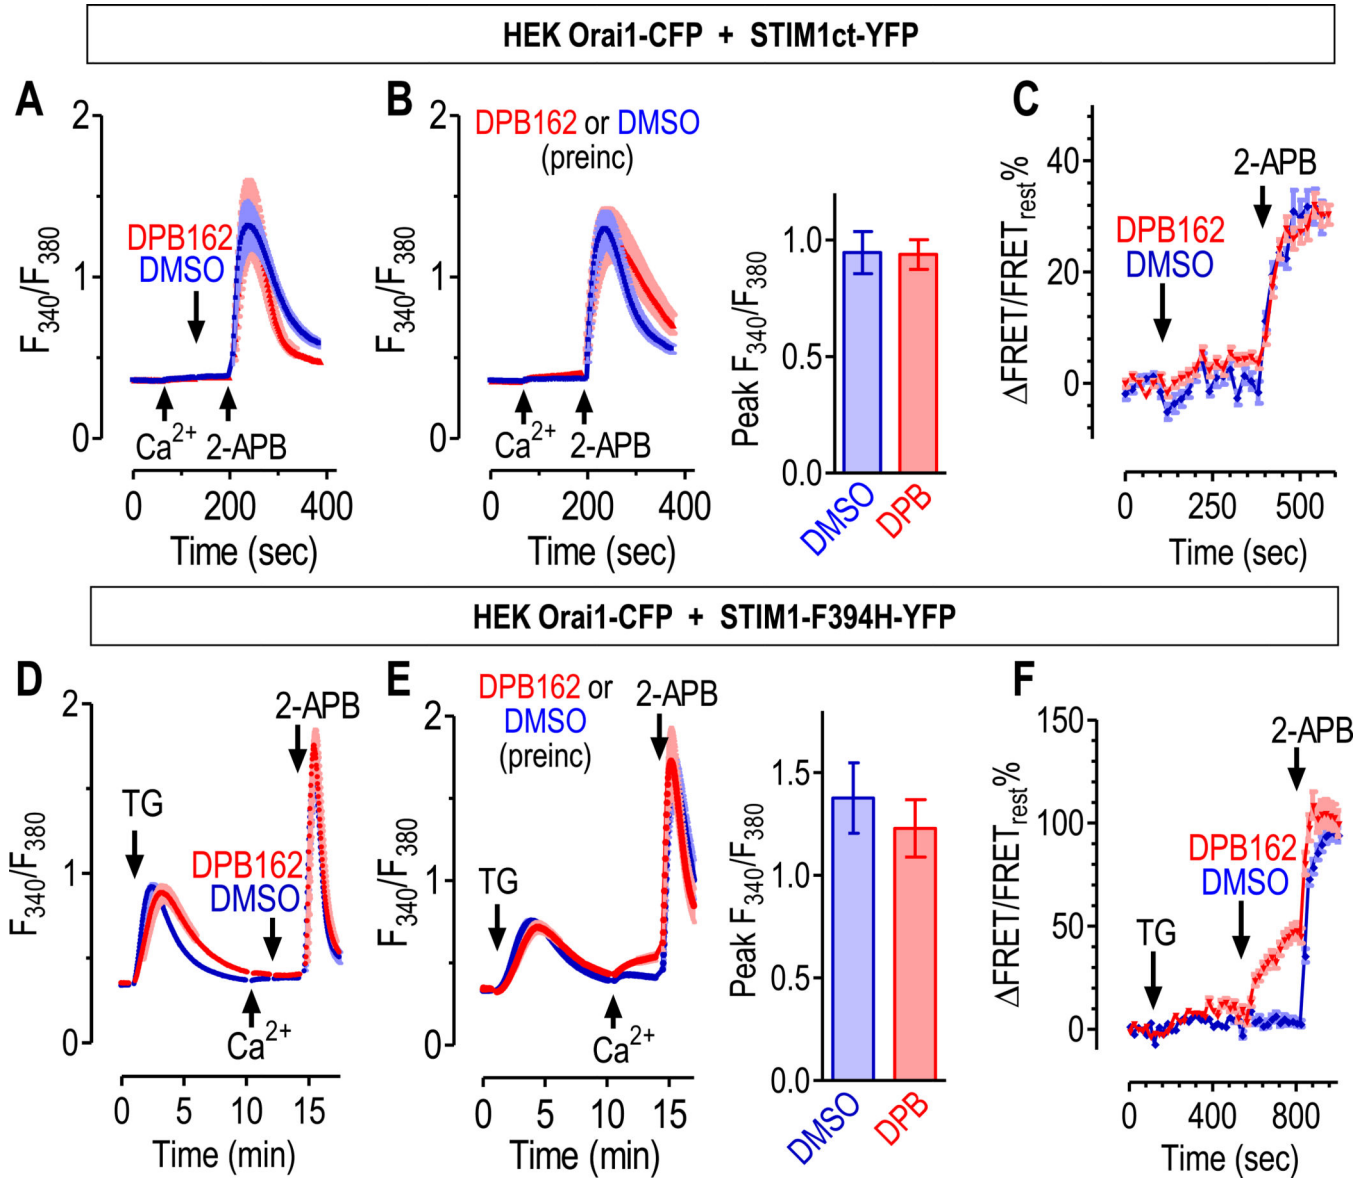 HEK Orai1-CFP + STIM1ct-YFP
A
2
1
0
F340/F380
DPB162
DMSO
Ca2+
2-APB
0 200 400
Time (sec)
B
2
1
0
F340/F380
DPB162 or DMSO
(preinc)
Ca2+
2-APB
0 200 400
Time (sec)
1.0
0.5
0.0
Peak F340/F380
DMSO
DPB
C
40
20
0
ΔFRET/FRETrest%
DPB162
DMSO
2-APB
0 250 500
Time (sec)
HEK Orai1-CFP + STIM1-F394H-YFP
D
2
1
0
F340/F380
TG
DPB162
DMSO
2-APB
Ca2+
0 5 10 15
Time (min)
E
2
1
0
F340/F380
DPB162 or
DMSO
(preinc)
2-APB
TG
Ca2+
0 5 10 15
Time (min)
1.5
1.0
0.5
0.0
Peak F340/F380
DMSO
DPB
F
150
100
50
0
ΔFRET/FRETrest%
2-APB
DPB162
DMSO
TG
0 400 800
Time (sec)